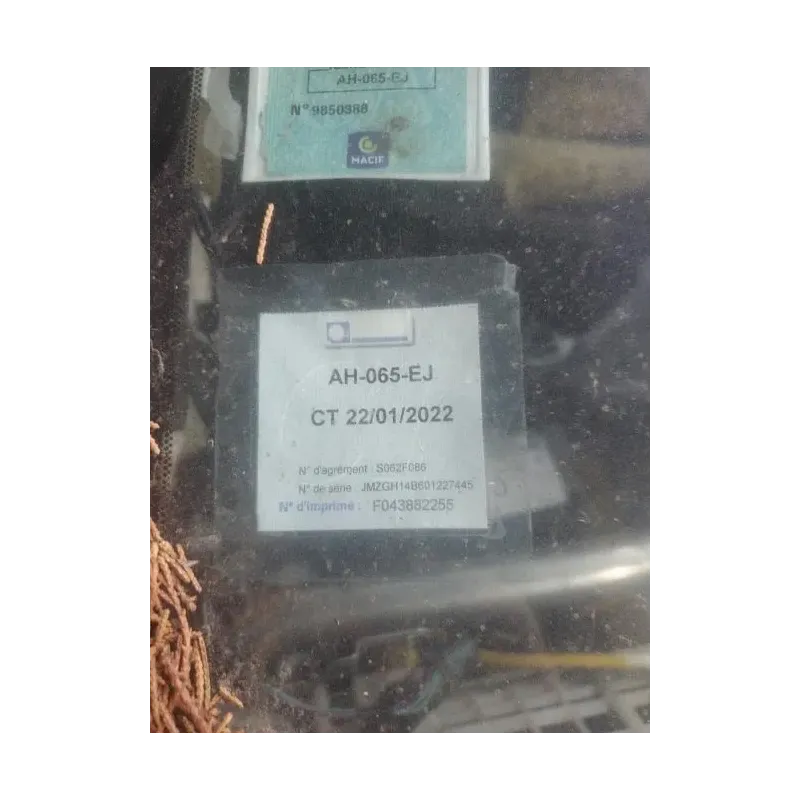 AH-065-EJ
N° 9850388
MACIF
AH-065-EJ
CT 22/01/2022
N° d'agrément : S062F086
N° de série : JMZGH14B601227445
N° d'imprimé : F043882255